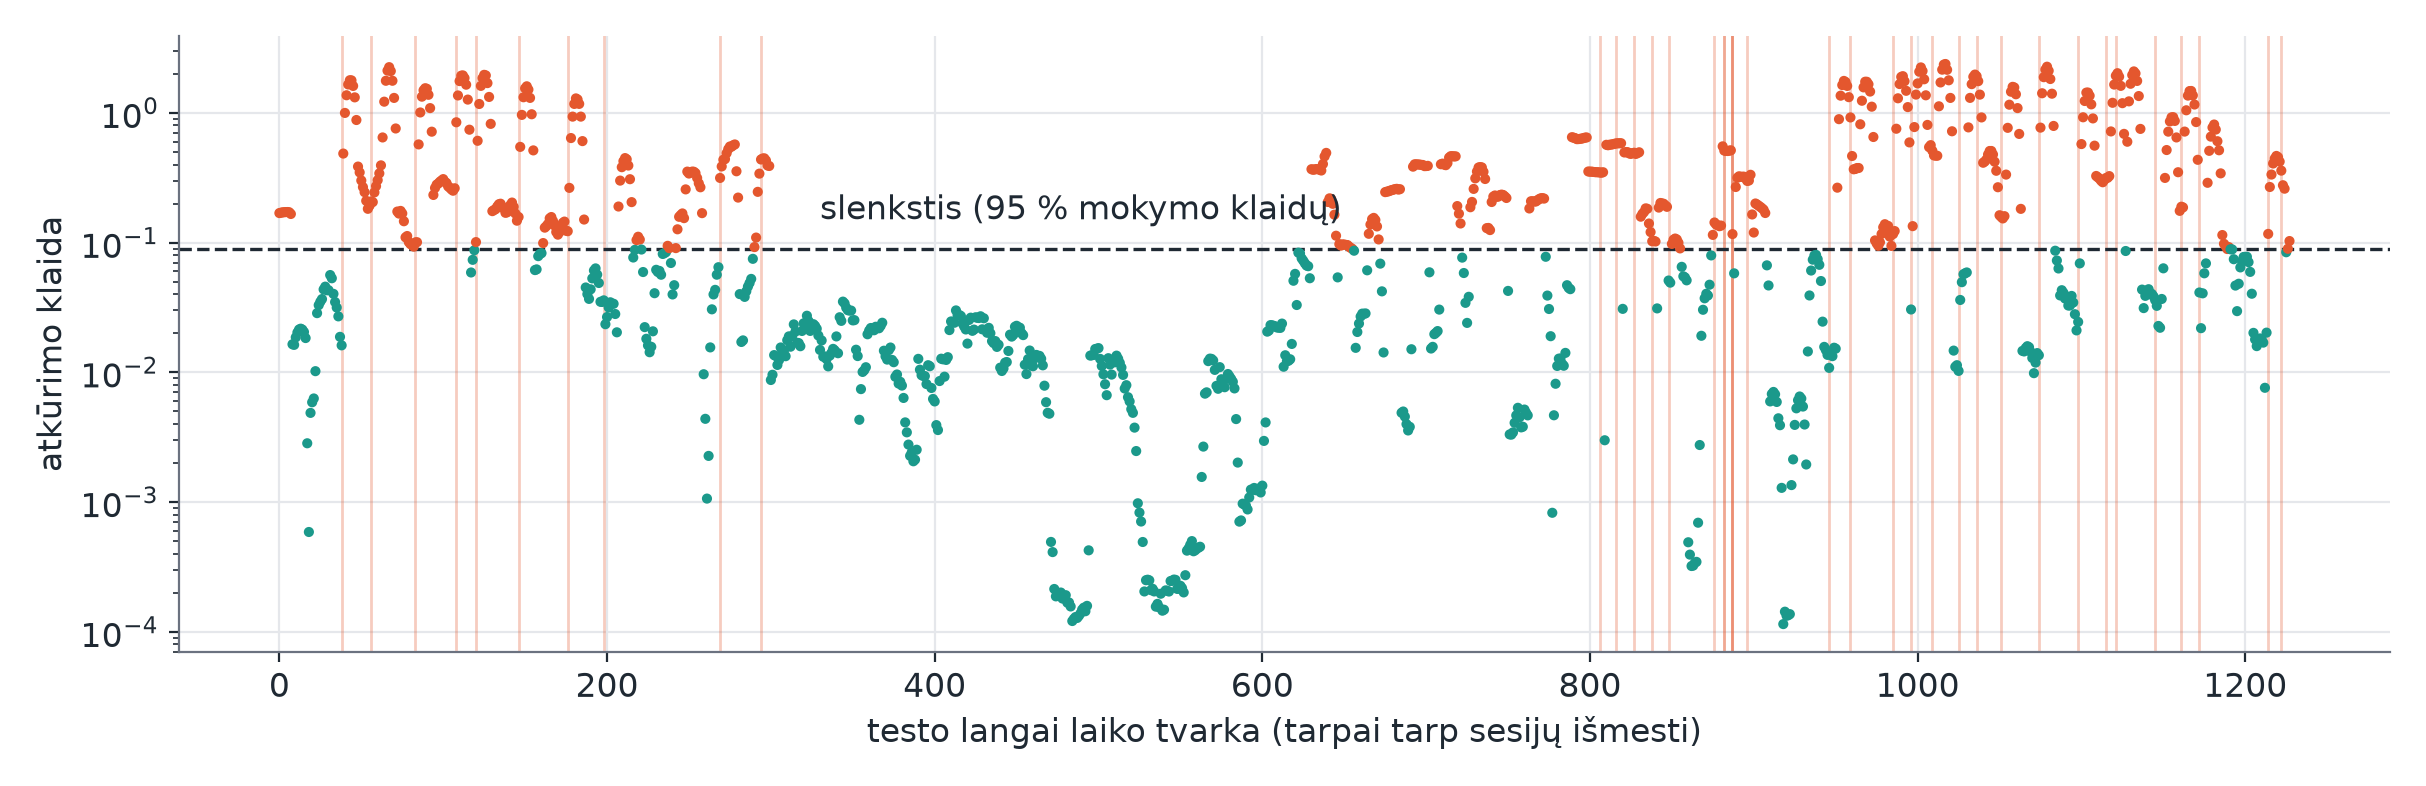 atkūrimo klaida
10⁰
10⁻¹
10⁻²
10⁻³
10⁻⁴
slenkstis (95 % mokymo klaidų)
0 200 400 600 800 1000 1200
testo langai laiko tvarka (tarpai tarp sesijų išmesti)